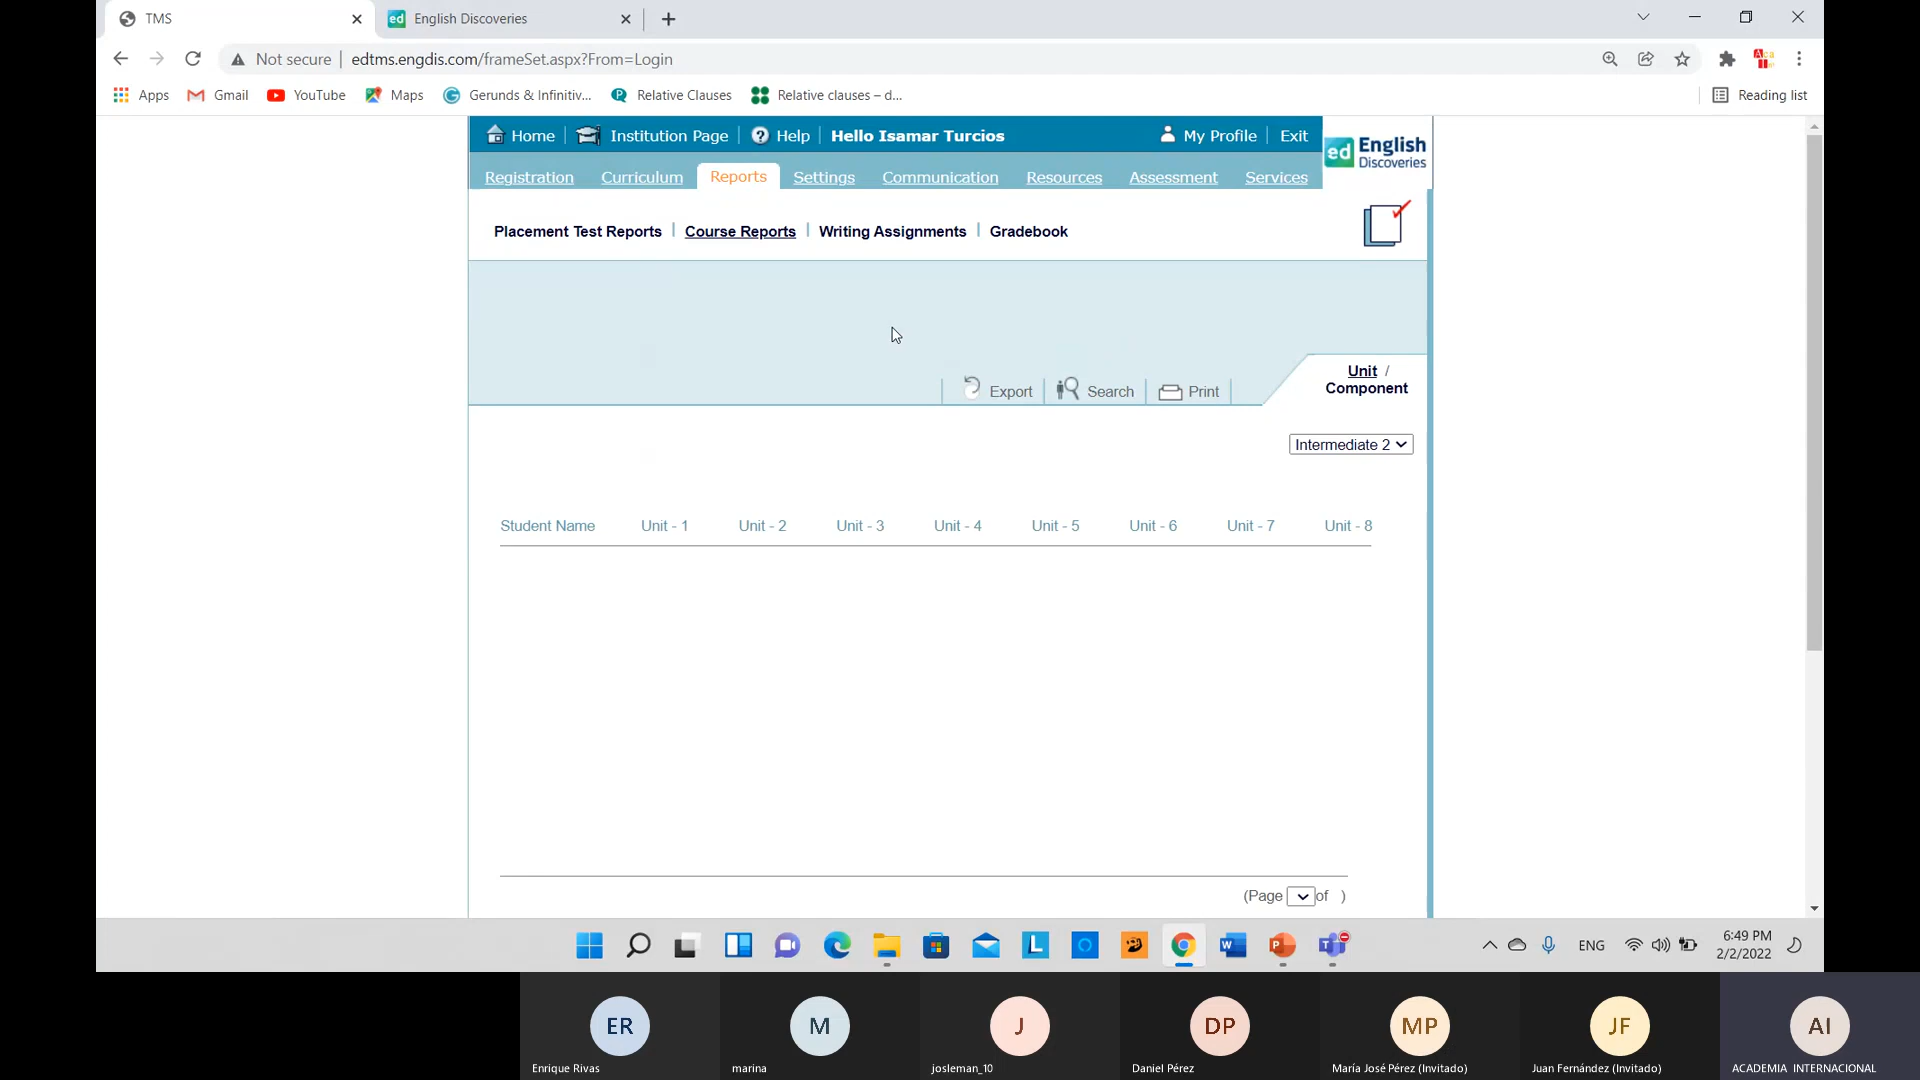 TMS
English Discoveries
Not secure
edtms.engdis.com/frameSet.aspx?From=Login
Apps
Gmail
YouTube
Maps
Gerunds & Infinitiv...
Relative Clauses
Relative clauses – d...
Reading list
Home
Institution Page
Help
Hello Isamar Turcios
My Profile
Exit
ed English Discoveries
Registration
Curriculum
Reports
Settings
Communication
Resources
Assessment
Services
Placement Test Reports
Course Reports
Writing Assignments
Gradebook
Export
Search
Print
Unit /
Component
Intermediate 2
Student Name
Unit - 1
Unit - 2
Unit - 3
Unit - 4
Unit - 5
Unit - 6
Unit - 7
Unit - 8
(Page of )
ENG
6:49 PM
2/2/2022
ER
M
J
DP
MP
JF
AI
Enrique Rivas
marina
josleman_10
Daniel Pérez
María José Pérez (Invitado)
Juan Fernández (Invitado)
ACADEMIA INTERNACIONAL